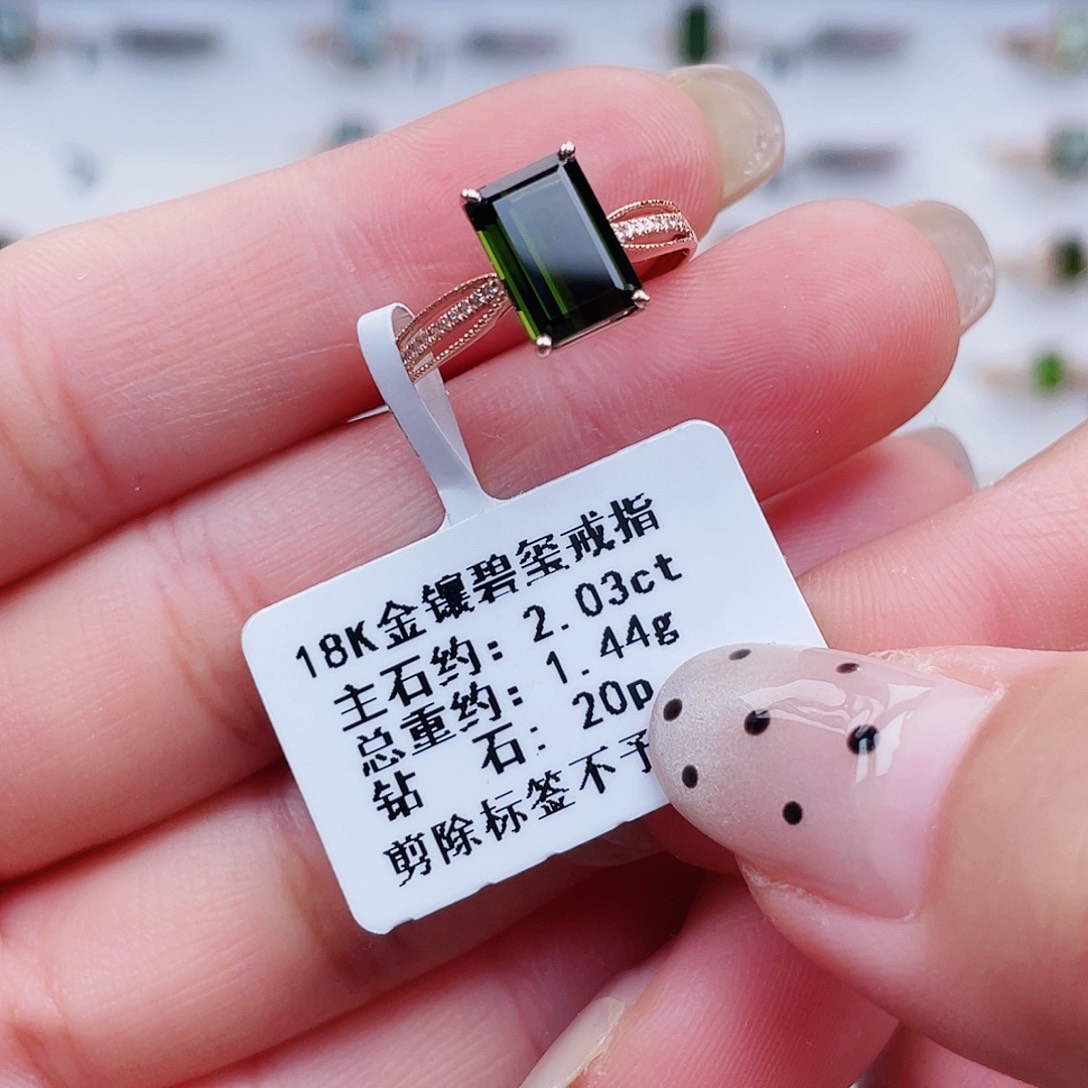 18K金镶碧玺戒指
主石约: 2.03ct
总重约: 1.44g
钻 石: 20p
剪除标签不予